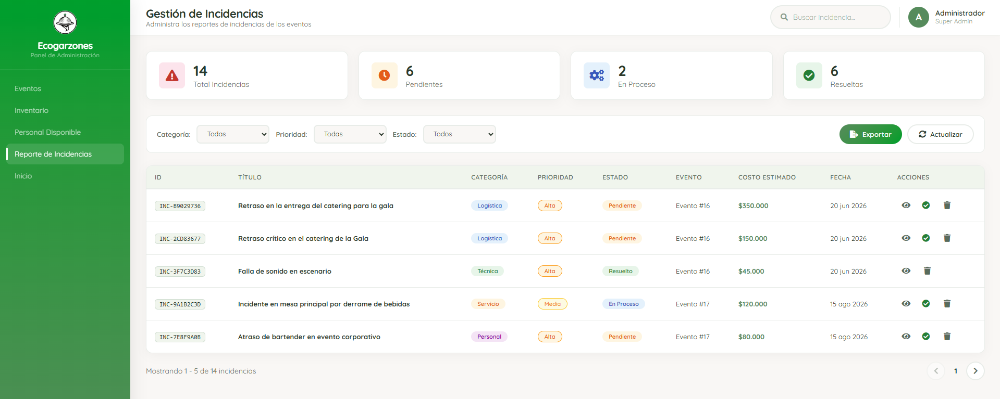 Ecogarzones
Panel de Administración
Eventos
Inventario
Personal Disponible
Reporte de Incidencias
Inicio
Gestión de Incidencias
Administra los reportes de incidencias de los eventos
Buscar incidencia...
A
Administrador
Super Admin
14
Total Incidencias
6
Pendientes
2
En Proceso
6
Resueltas
Categoría: Todas Prioridad: Todas Estado: Todos Exportar Actualizar
ID TÍTULO CATEGORÍA PRIORIDAD ESTADO EVENTO COSTO ESTIMADO FECHA ACCIONES
INC-B9029736 Retraso en la entrega del catering para la gala Logística Alta Pendiente Evento #16 $350.000 20 jun 2026
INC-2CD83677 Retraso crítico en el catering de la Gala Logística Alta Pendiente Evento #16 $150.000 20 jun 2026
INC-3F7C3D83 Falla de sonido en escenario Técnica Alta Resuelto Evento #16 $45.000 20 jun 2026
INC-9A1B2C3D Incidente en mesa principal por derrame de bebidas Servicio Media En Proceso Evento #17 $120.000 15 ago 2026
INC-7E8F9A0B Atraso de bartender en evento corporativo Personal Alta Pendiente Evento #17 $80.000 15 ago 2026
Mostrando 1 - 5 de 14 incidencias
1